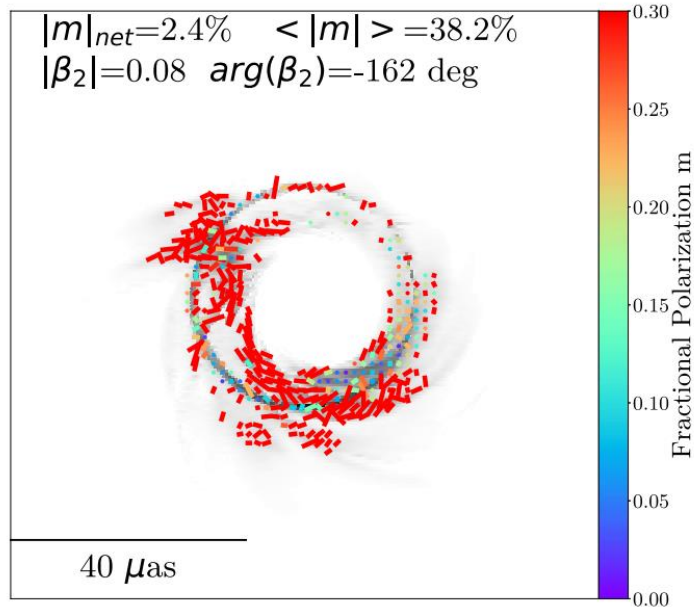 |m|net=2.4% < |m| > =38.2%
|β2|=0.08 arg(β2)=-162 deg
40 μas
0.30
0.25
0.20
0.15
0.10
0.05
0.00
Fractional Polarization m